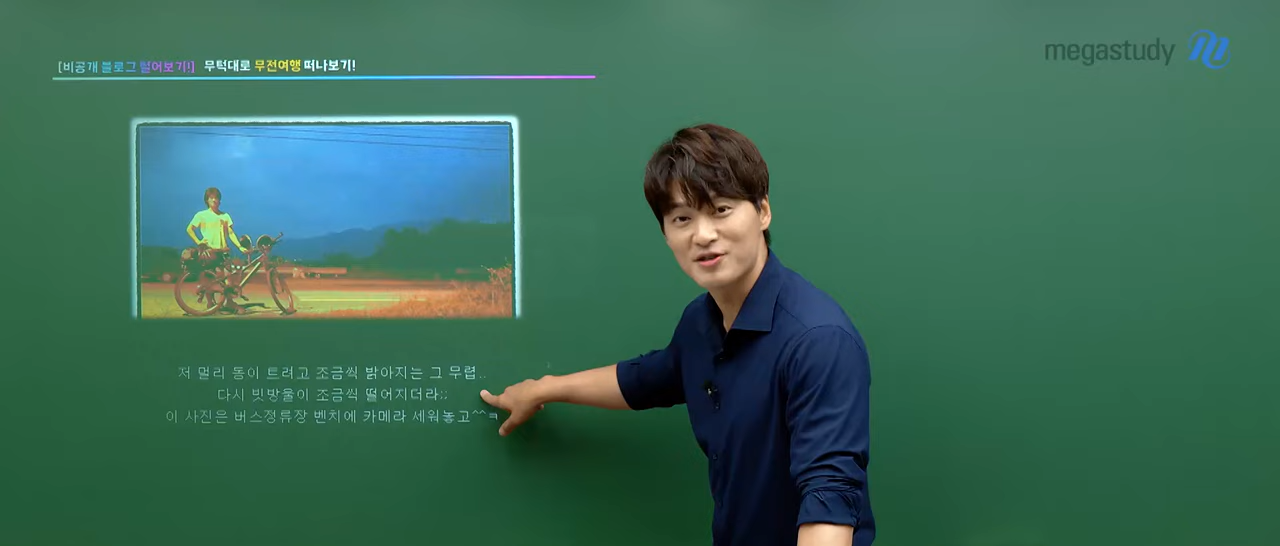 [비공개 블로그 털어보기!] 무턱대로 무전여행 떠나보기!
megastudy
저 멀리 동이 트려고 조금씩 밝아지는 그 무렵..
다시 빗방울이 조금씩 떨어지더라;;
이 사진은 버스정류장 벤치에 카메라 세워놓고^^ㅋ